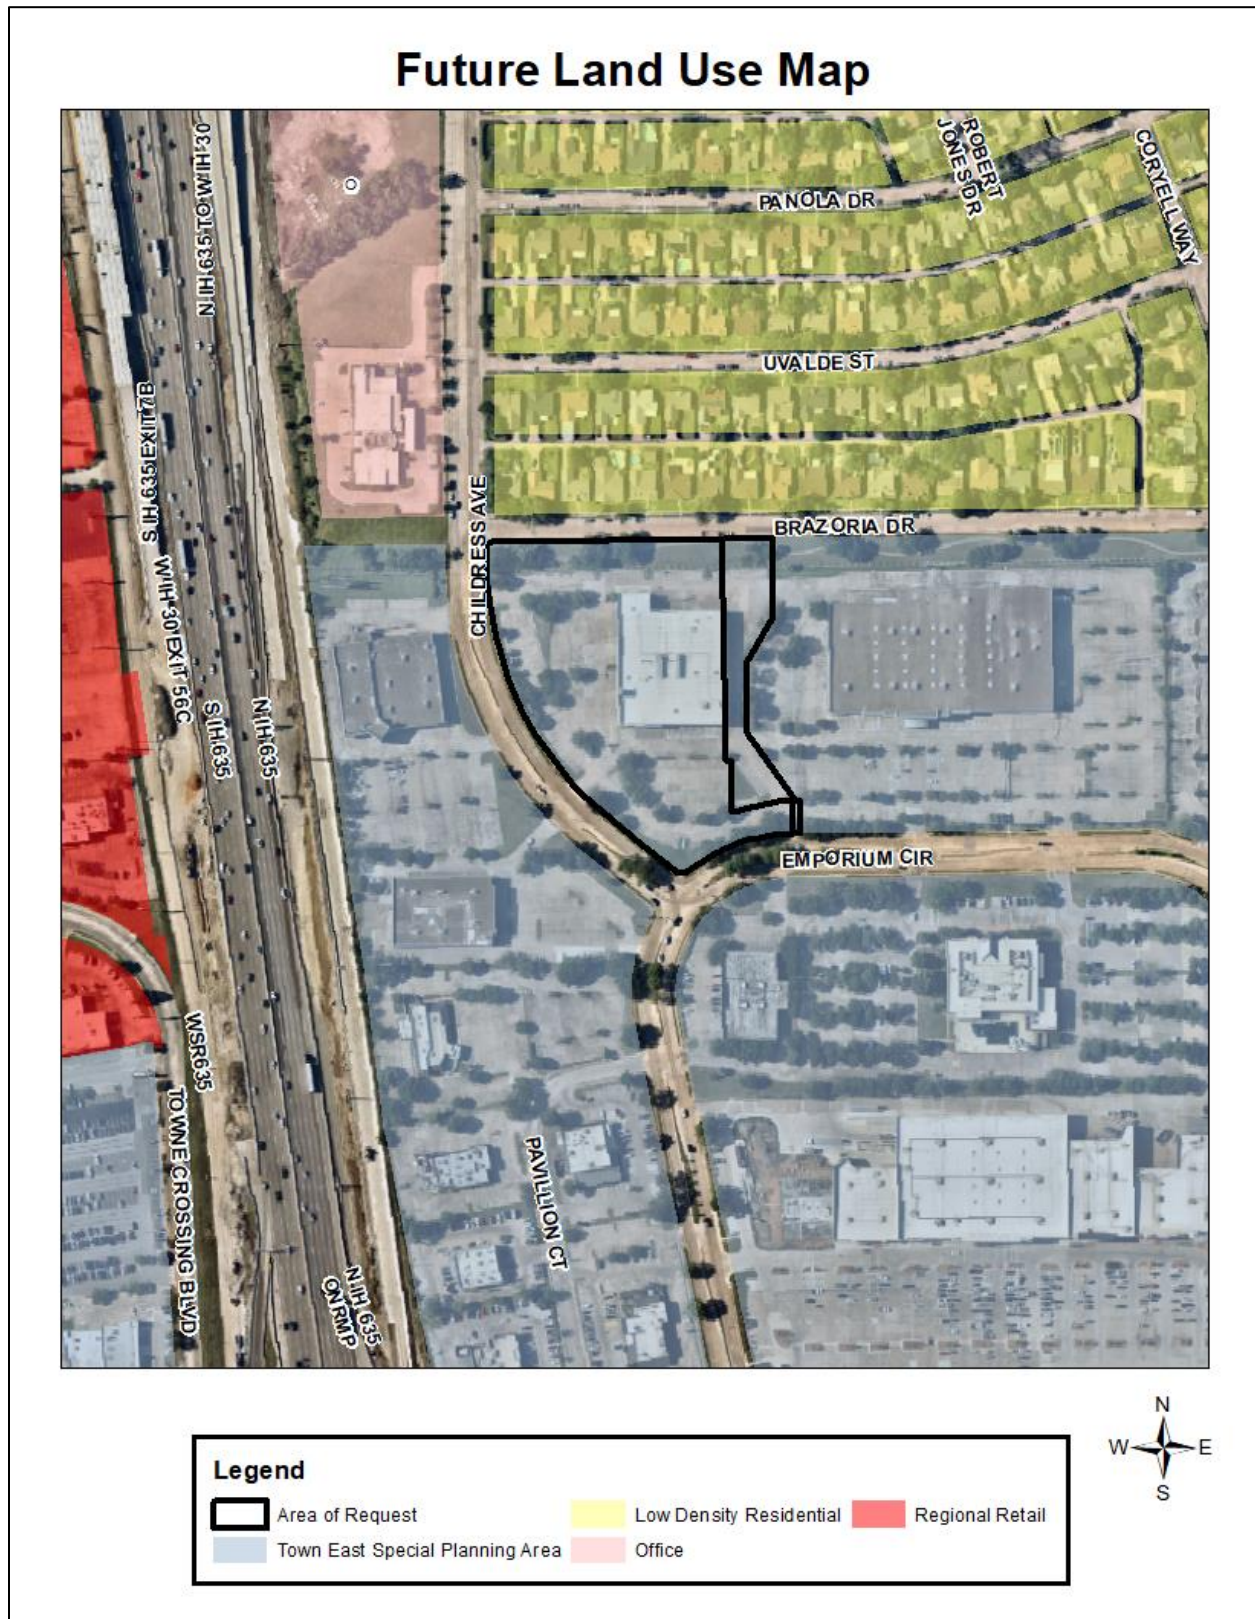 Future Land Use Map
N IH 635 TO W IH 30
ROBERT
JONES DR
CORYELL WAY
PANOLA DR
UVALDE ST
S IH 635 EXIT 7B
CHILDRESS AVE
BRAZORIA DR
W IH 30 EXIT 56C
S IH 635
N IH 635
EMPORIUM CIR
WSR635
TOWNE CROSSING BLVD
PAVILLION CT
N IH 635
ON RMP
N
W E
S
Legend
Area of Request
Low Density Residential
Regional Retail
Town East Special Planning Area
Office